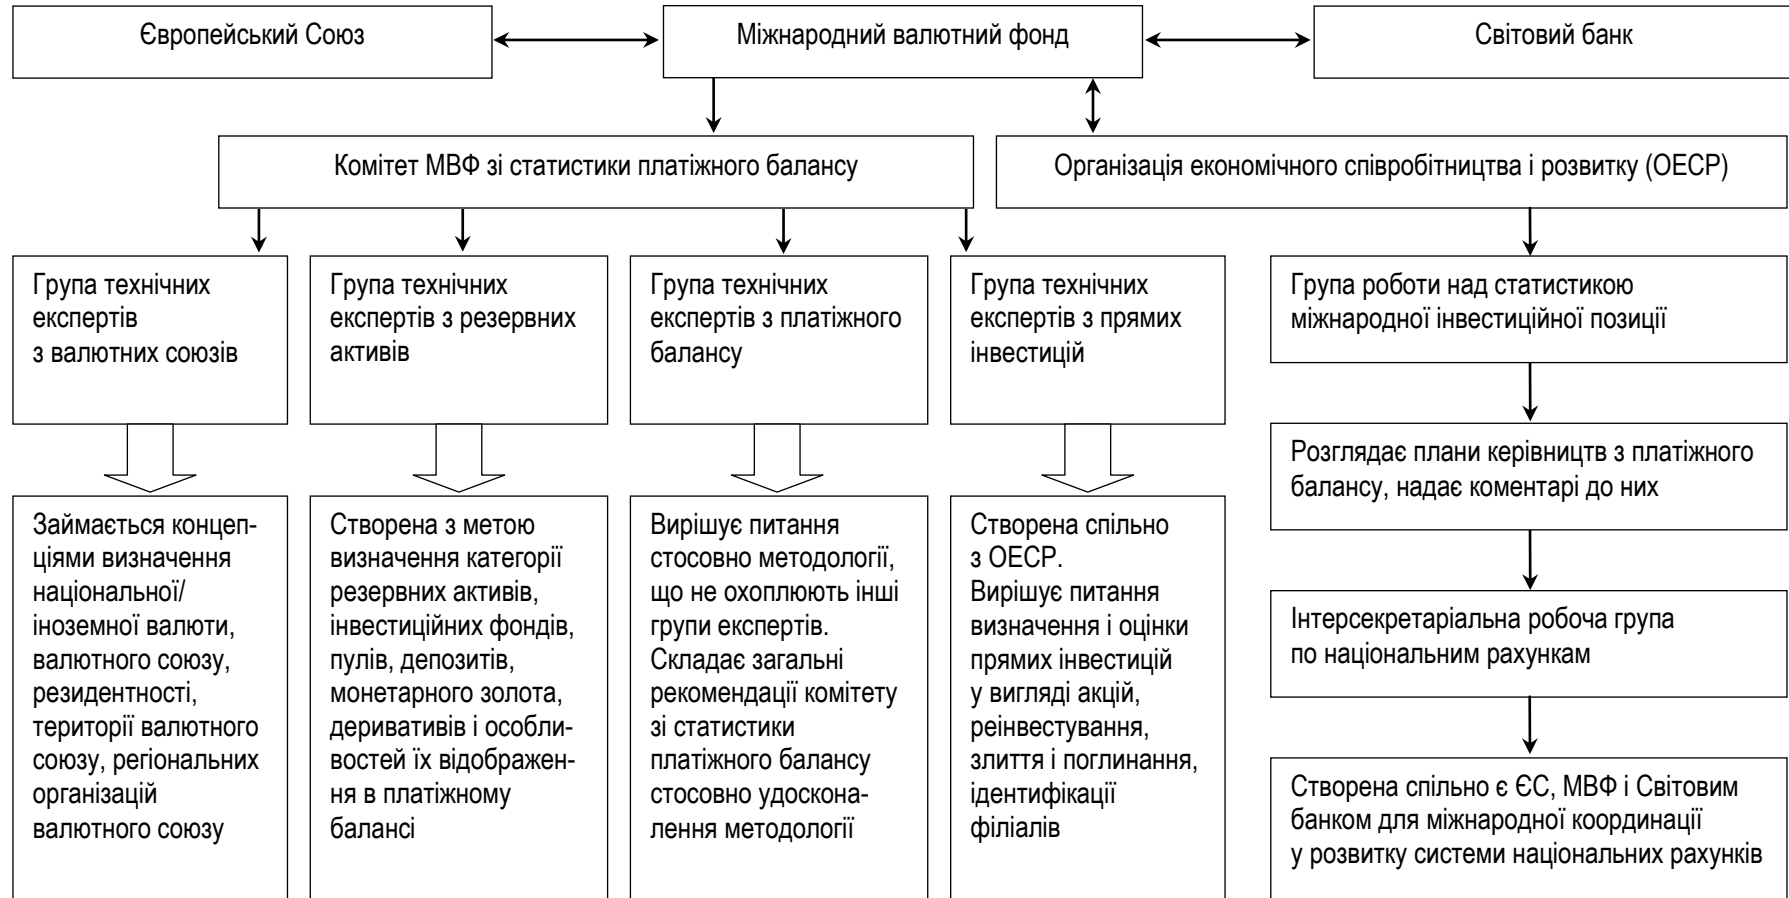 Європейський Союз
Міжнародний валютний фонд
Світовий банк
Комітет МВФ зі статистики платіжного балансу
Організація економічного співробітництва і розвитку (ОЕСР)
Група технічних
експертів
з валютних союзів
Група технічних
експертів з резервних
активів
Група технічних
експертів з платіжного
балансу
Група технічних
експертів з прямих
інвестицій
Група роботи над статистикою
міжнародної інвестиційної позиції
Розглядає плани керівництв з платіжного
балансу, надає коментарі до них
Займається концеп-
ціями визначення
національної/
іноземної валюти,
валютного союзу,
резидентності,
території валютного
союзу, регіональних
організацій
валютного союзу
Створена з метою
визначення категорії
резервних активів,
інвестиційних фондів,
пулів, депозитів,
монетарного золота,
деривативів і особли-
востей їх відображен-
ня в платіжному
балансі
Вирішує питання
стосовно методології,
що не охоплюють інші
групи експертів.
Складає загальні
рекомендації комітету
зі статистики
платіжного балансу
стосовно удоскона-
лення методології
Створена спільно
з ОЕСР.
Вирішує питання
визначення і оцінки
прямих інвестицій
у вигляді акцій,
реінвестування,
злиття і поглинання,
ідентифікації
філіалів
Інтерсекретаріальна робоча група
по національним рахункам
Створена спільно є ЄС, МВФ і Світовим
банком для міжнародної координації
у розвитку системи національних рахунків